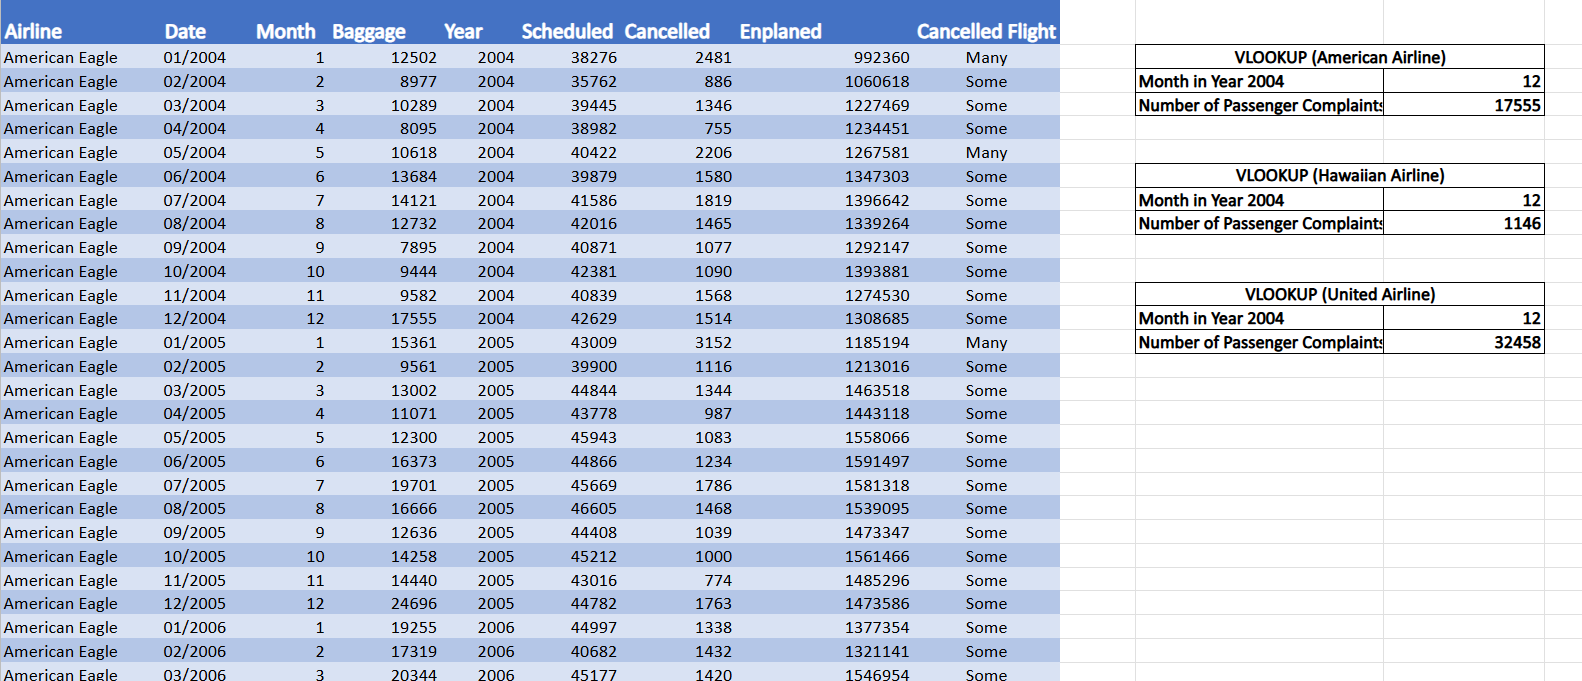 Airline Date Month Baggage Year Scheduled Cancelled Enplaned Cancelled Flight
American Eagle 01/2004 1 12502 2004 38276 2481 992360 Many
American Eagle 02/2004 2 8977 2004 35762 886 1060618 Some
American Eagle 03/2004 3 10289 2004 39445 1346 1227469 Some
American Eagle 04/2004 4 8095 2004 38982 755 1234451 Some
American Eagle 05/2004 5 10618 2004 40422 2206 1267581 Many
American Eagle 06/2004 6 13684 2004 39879 1580 1347303 Some
American Eagle 07/2004 7 14121 2004 41586 1819 1396642 Some
American Eagle 08/2004 8 12732 2004 42016 1465 1339264 Some
American Eagle 09/2004 9 7895 2004 40871 1077 1292147 Some
American Eagle 10/2004 10 9444 2004 42381 1090 1393881 Some
American Eagle 11/2004 11 9582 2004 40839 1568 1274530 Some
American Eagle 12/2004 12 17555 2004 42629 1514 1308685 Some
American Eagle 01/2005 1 15361 2005 43009 3152 1185194 Many
American Eagle 02/2005 2 9561 2005 39900 1116 1213016 Some
American Eagle 03/2005 3 13002 2005 44844 1344 1463518 Some
American Eagle 04/2005 4 11071 2005 43778 987 1443118 Some
American Eagle 05/2005 5 12300 2005 45943 1083 1558066 Some
American Eagle 06/2005 6 16373 2005 44866 1234 1591497 Some
American Eagle 07/2005 7 19701 2005 45669 1786 1581318 Some
American Eagle 08/2005 8 16666 2005 46605 1468 1539095 Some
American Eagle 09/2005 9 12636 2005 44408 1039 1473347 Some
American Eagle 10/2005 10 14258 2005 45212 1000 1561466 Some
American Eagle 11/2005 11 14440 2005 43016 774 1485296 Some
American Eagle 12/2005 12 24696 2005 44782 1763 1473586 Some
American Eagle 01/2006 1 19255 2006 44997 1338 1377354 Some
American Eagle 02/2006 2 17319 2006 40682 1432 1321141 Some
American Eagle 03/2006 3 20344 2006 45177 1420 1546954 Some
VLOOKUP (American Airline)
Month in Year 2004 12
Number of Passenger Complaints 17555
VLOOKUP (Hawaiian Airline)
Month in Year 2004 12
Number of Passenger Complaints 1146
VLOOKUP (United Airline)
Month in Year 2004 12
Number of Passenger Complaints 32458